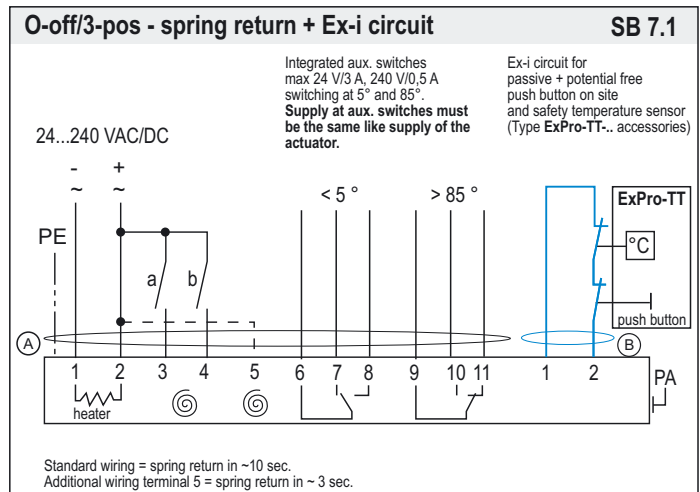 O-off/3-pos - spring return + Ex-i circuit SB 7.1
Integrated aux. switches
max 24 V/3 A, 240 V/0,5 A
switching at 5° and 85°.
Supply at aux. switches must
be the same like supply of the
actuator.
Ex-i circuit for
passive + potential free
push button on site
and safety temperature sensor
(Type ExPro-TT-.. accessories)
24...240 VAC/DC
- +
~ ~
< 5 ° > 85 °
ExPro-TT
PE
°C
a b
push button
A B
1 2 3 4 5 6 7 8 9 10 11 1 2
PA
heater
Standard wiring = spring return in ~10 sec.
Additional wiring terminal 5 = spring return in ~ 3 sec.